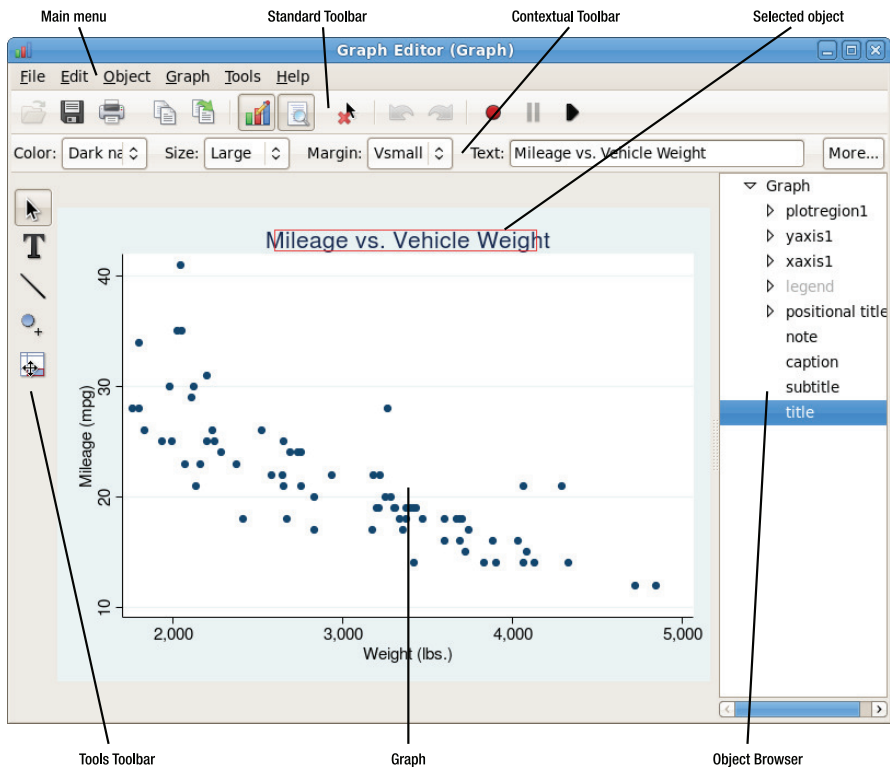 Main menu
Standard Toolbar
Contextual Toolbar
Selected object
Graph Editor (Graph)
File Edit Object Graph Tools Help
Color: Dark na Size: Large Margin: Vsmall Text: Mileage vs. Vehicle Weight More...
Graph
plotregion1
yaxis1
xaxis1
legend
positional title
note
caption
subtitle
title
Mileage vs. Vehicle Weight
Mileage (mpg)
40
30
20
10
2,000 3,000 4,000 5,000
Weight (lbs.)
Tools Toolbar
Graph
Object Browser